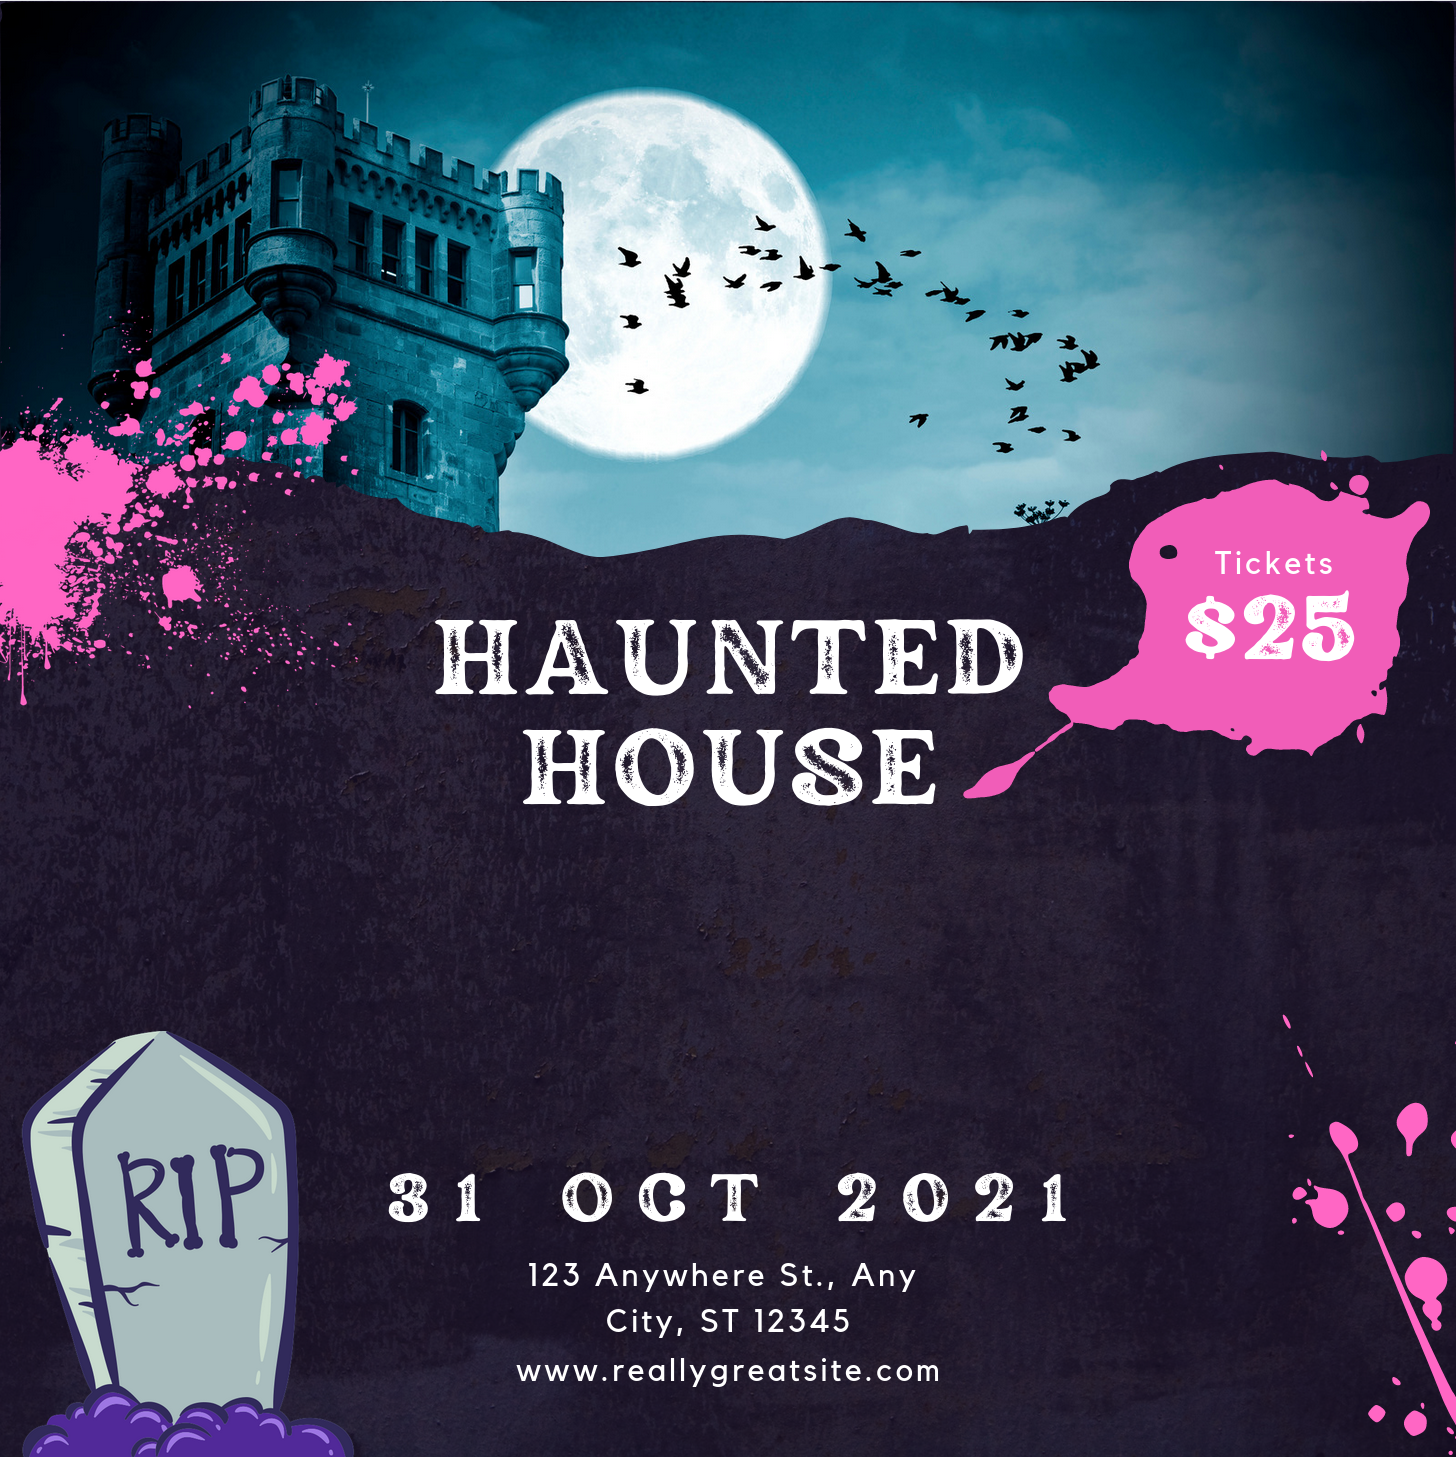 Tickets
$25
HAUNTED
HOUSE
RIP
31 OCT 2021
123 Anywhere St., Any
City, ST 12345
www.reallygreatsite.com